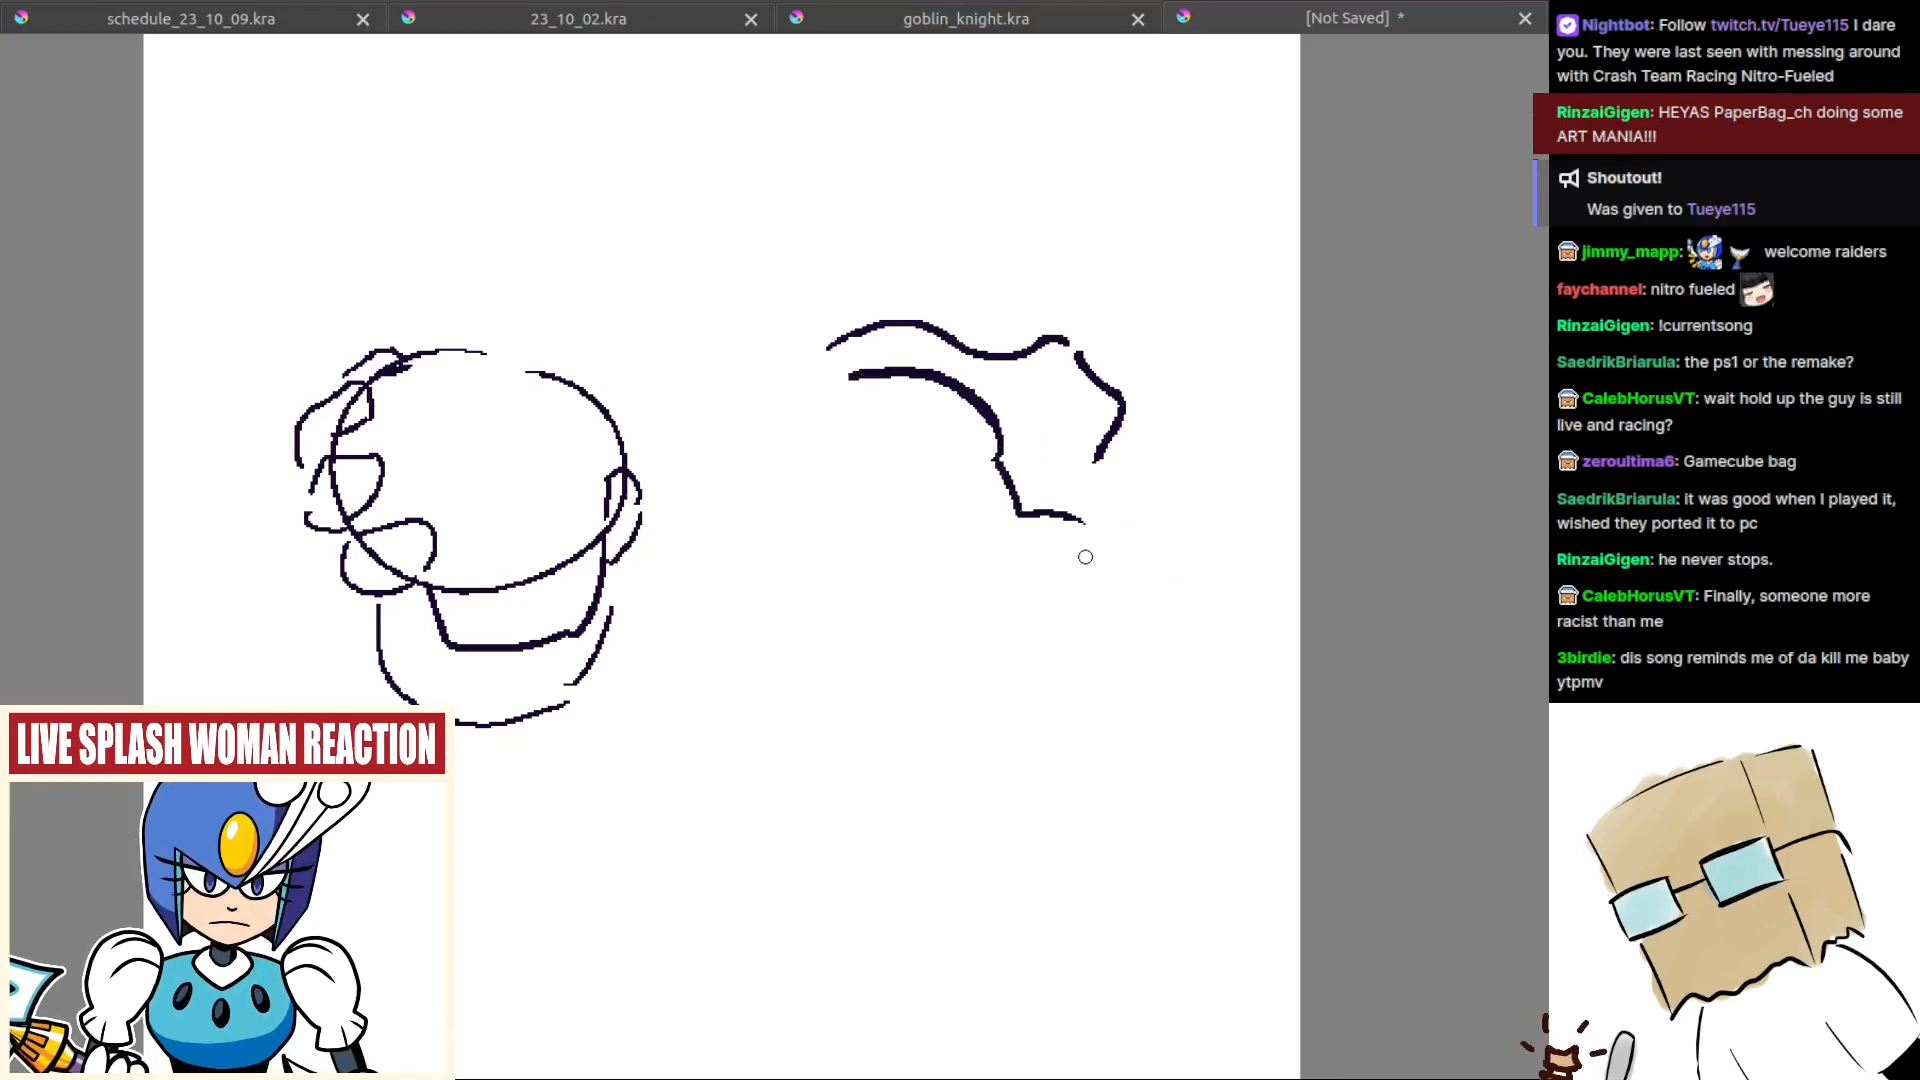 schedule_23_10_09.kra
23_10_02.kra
goblin_knight.kra
[Not Saved] *
Nightbot: Follow twitch.tv/Tueye115 I dare
you. They were last seen with messing around
with Crash Team Racing Nitro-Fueled
RinzaiGigen: HEYAS PaperBag_ch doing some
ART MANIA!!!
Shoutout!
Was given to Tueye115
jimmy_mapp: welcome raiders
faychannel: nitro fueled
RinzaiGigen: !currentsong
SaedrikBriarula: the ps1 or the remake?
CalebHorusVT: wait hold up the guy is still
live and racing?
zeroultima6: Gamecube bag
SaedrikBriarula: it was good when I played it,
wished they ported it to pc
RinzaiGigen: he never stops.
CalebHorusVT: Finally, someone more
racist than me
3birdie: dis song reminds me of da kill me baby
ytpmv
LIVE SPLASH WOMAN REACTION